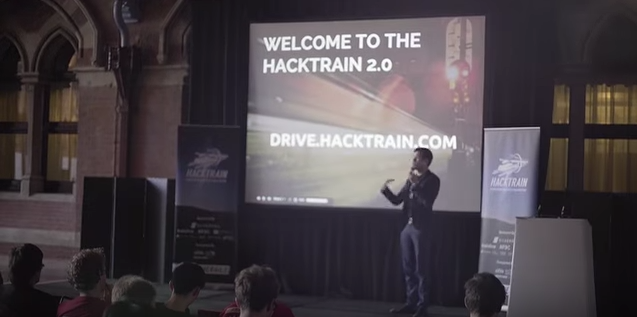 WELCOME TO THE
HACKTRAIN 2.0
DRIVE.HACKTRAIN.COM
HACKTRAIN
HACKTRAIN